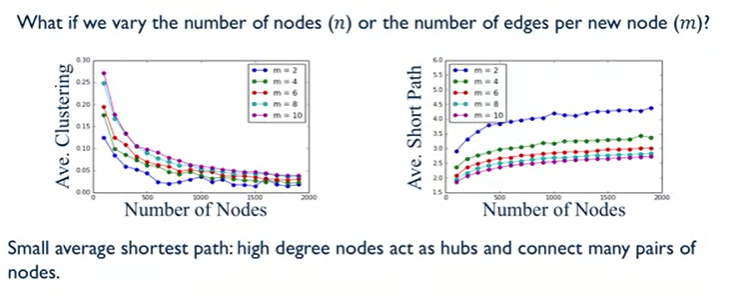 What if we vary the number of nodes (n) or the number of edges per new node (m)?
Ave. Clustering
0.30
0.25
0.20
0.15
0.10
0.05
0.00
0
500
1000
1500
2000
m = 2
m = 4
m = 6
m = 8
m = 10
Number of Nodes
Ave. Short Path
6.0
5.5
5.0
4.5
4.0
3.5
3.0
2.5
2.0
1.5
0
500
1000
1500
2000
m = 2
m = 4
m = 6
m = 8
m = 10
Number of Nodes
Small average shortest path: high degree nodes act as hubs and connect many pairs of
nodes.